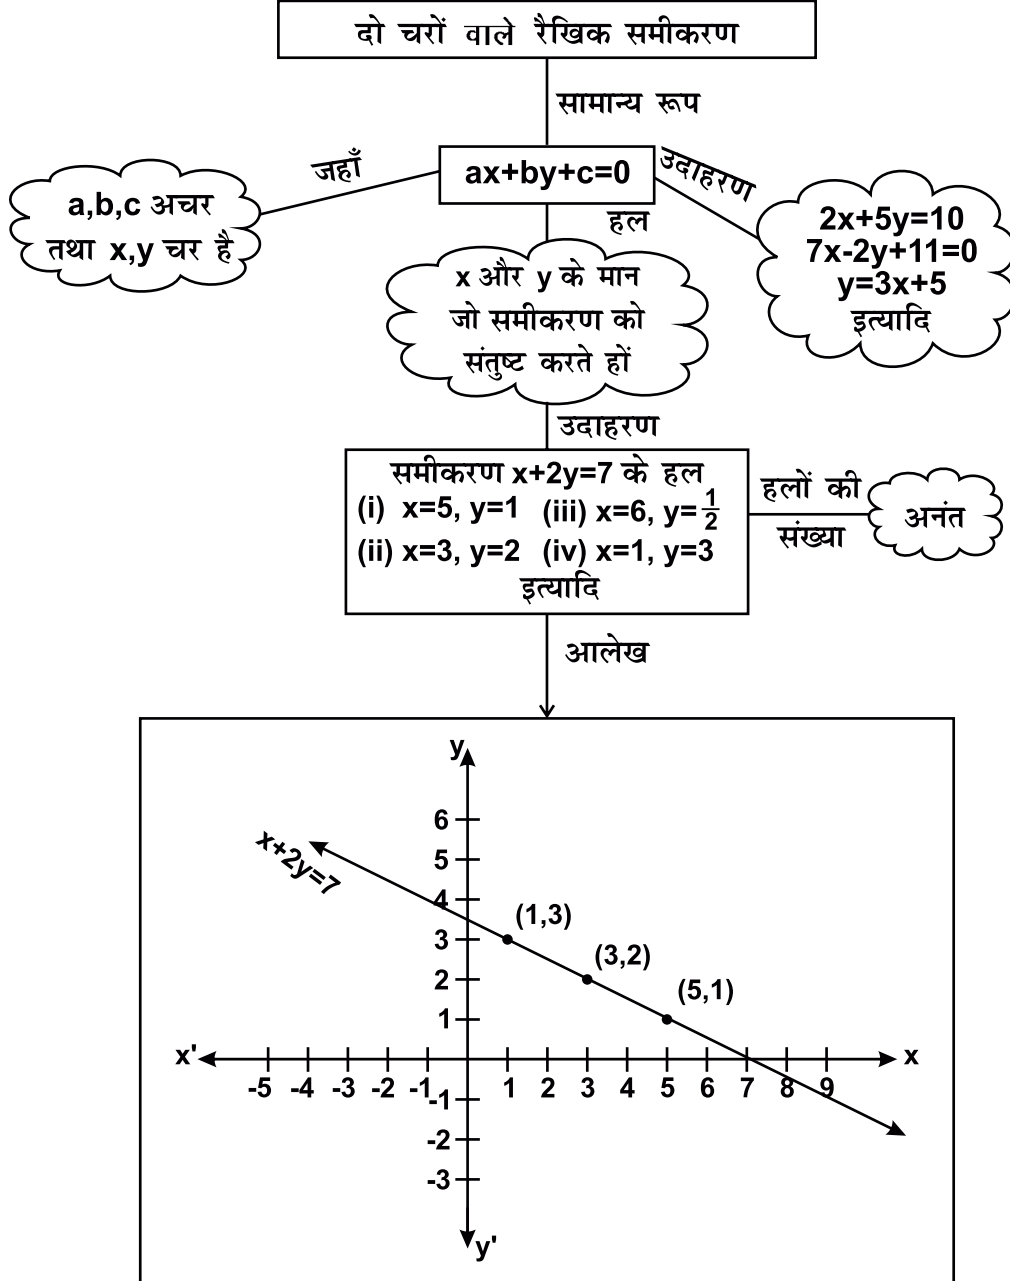 दो चरों वाले रैखिक समीकरण
सामान्य रूप
जहाँ
ax+by+c=0
उदाहरण
a,b,c अचर
तथा x,y चर है
हल
2x+5y=10
7x-2y+11=0
y=3x+5
इत्यादि
x और y के मान
जो समीकरण को
संतुष्ट करते हों
उदाहरण
समीकरण x+2y=7 के हल
(i) x=5, y=1 (iii) x=6, y=1/2
(ii) x=3, y=2 (iv) x=1, y=3
इत्यादि
हलों की
संख्या
अनंत
आलेख
y
6
5
4
3
2
1
x+2y=7
(1,3)
(3,2)
(5,1)
x'
x
-5 -4 -3 -2 -1 1 2 3 4 5 6 7 8 9
-1
-2
-3
y'